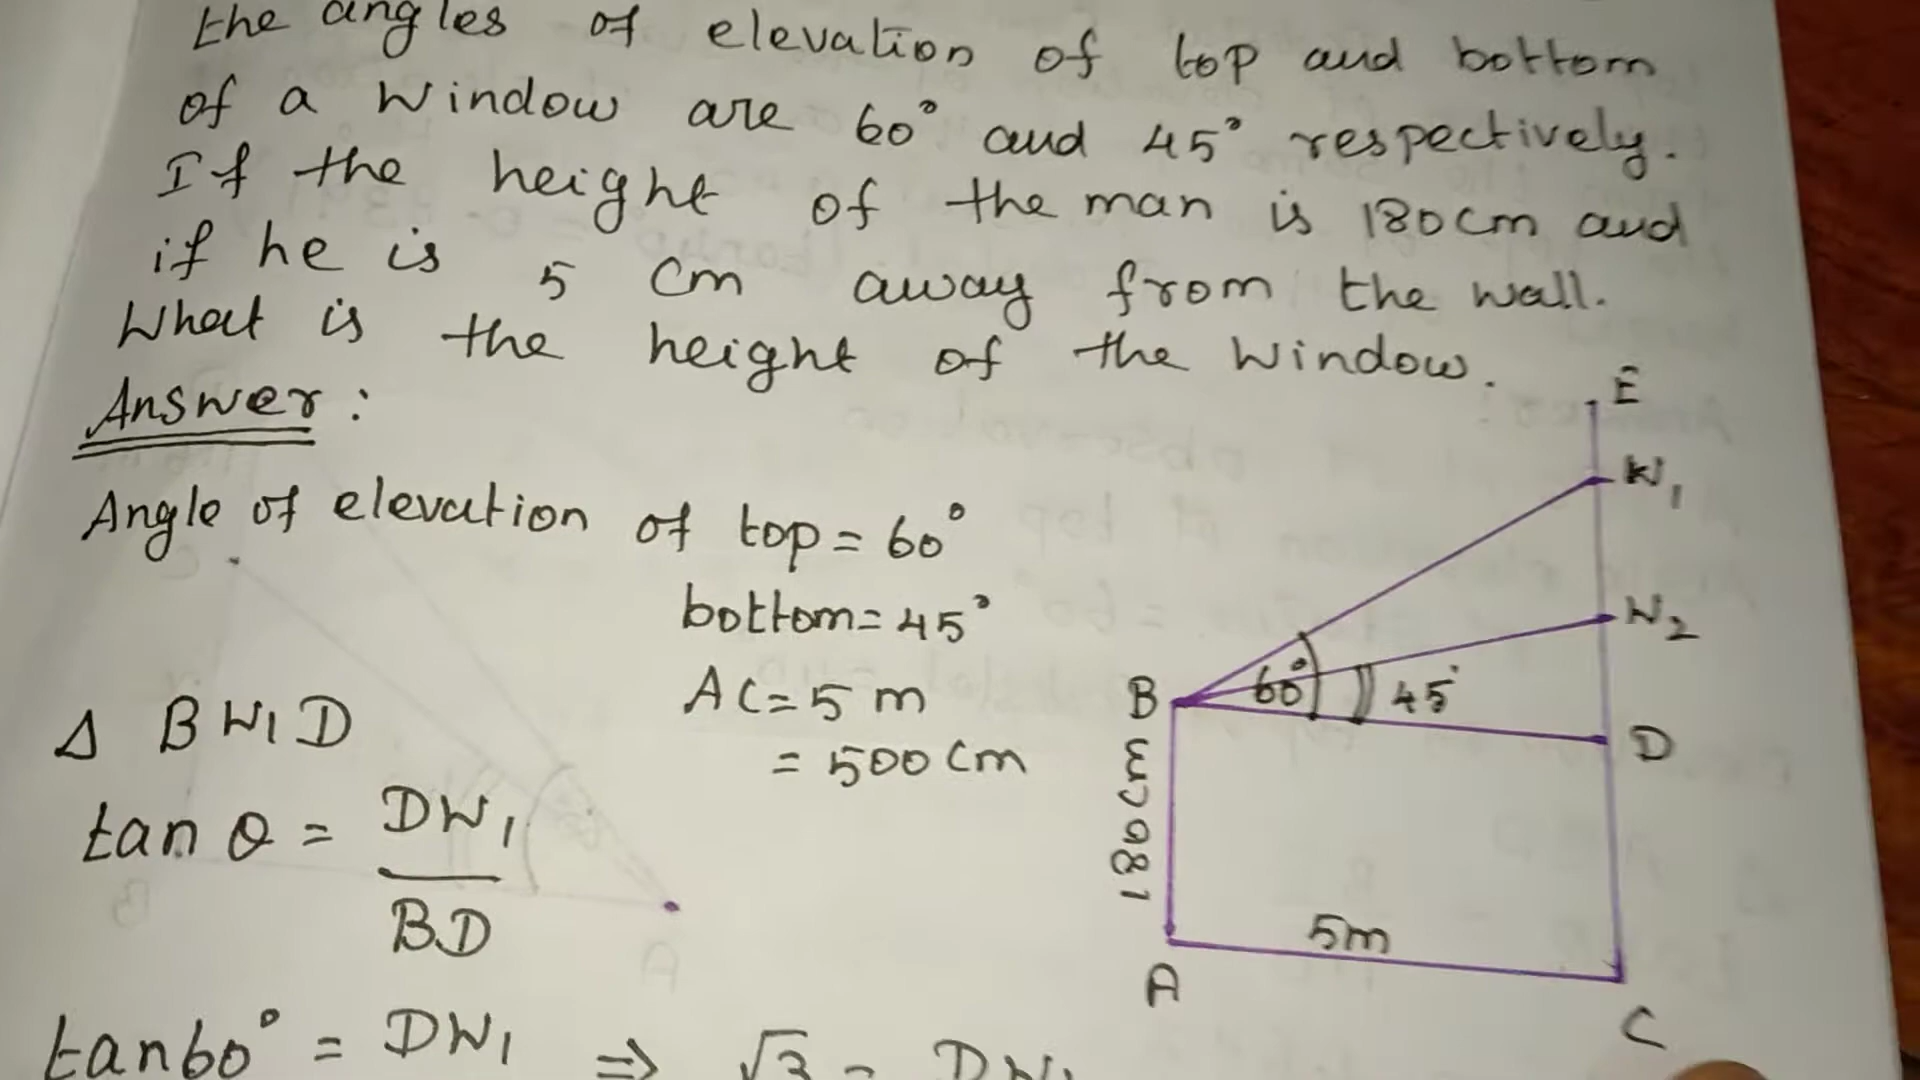 the angles of elevation of top and bottom
of a window are 60° and 45° respectively.
If the height of the man is 180cm and
if he is 5 cm away from the wall.
What is the height of the window.
Answer:
Angle of elevation of top = 60°
bottom = 45°
AC = 5 m
= 500 cm
Δ BW₁D
tan θ = DW₁
BD
tan60° = DW₁ ⇒ √3 = DW₁
E
W₁
W₂
B 60° 45°
D
180cm
5m
A
C